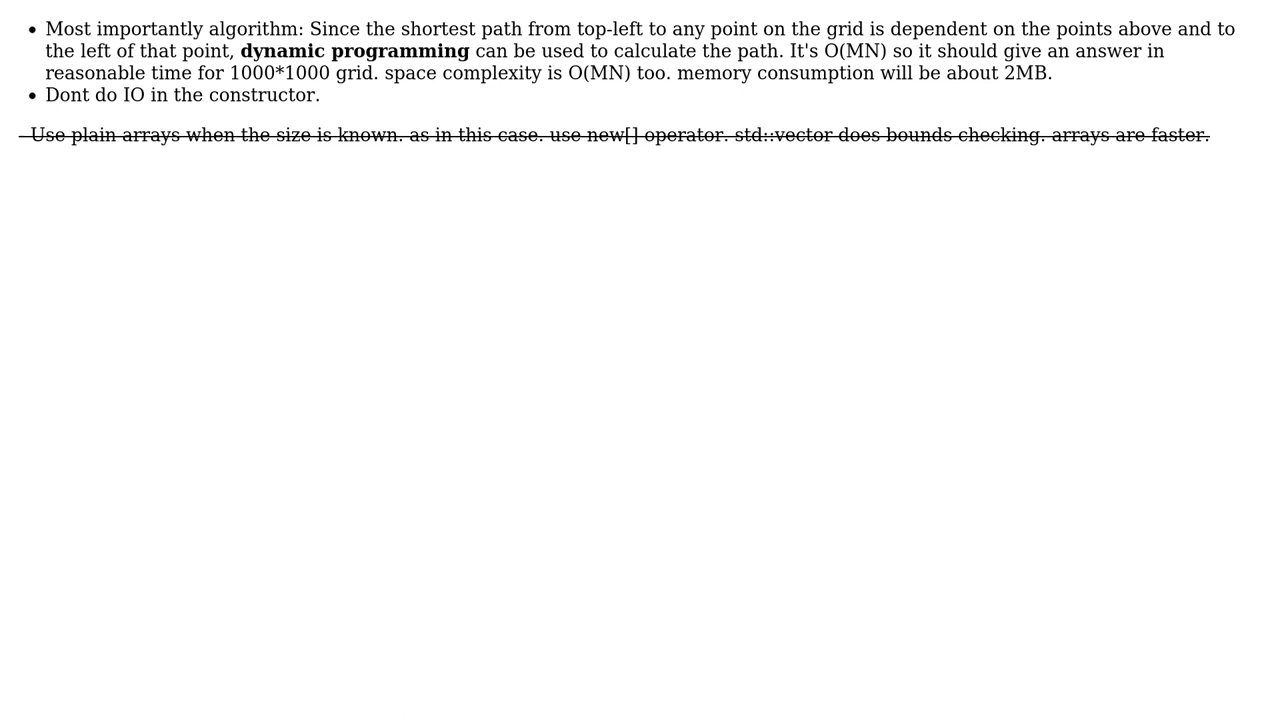 • Most importantly algorithm: Since the shortest path from top-left to any point on the grid is dependent on the points above and to
the left of that point, dynamic programming can be used to calculate the path. It's O(MN) so it should give an answer in
reasonable time for 1000*1000 grid. space complexity is O(MN) too. memory consumption will be about 2MB.
• Dont do IO in the constructor.
- Use plain arrays when the size is known. as in this case. use new[] operator. std::vector does bounds checking. arrays are faster.